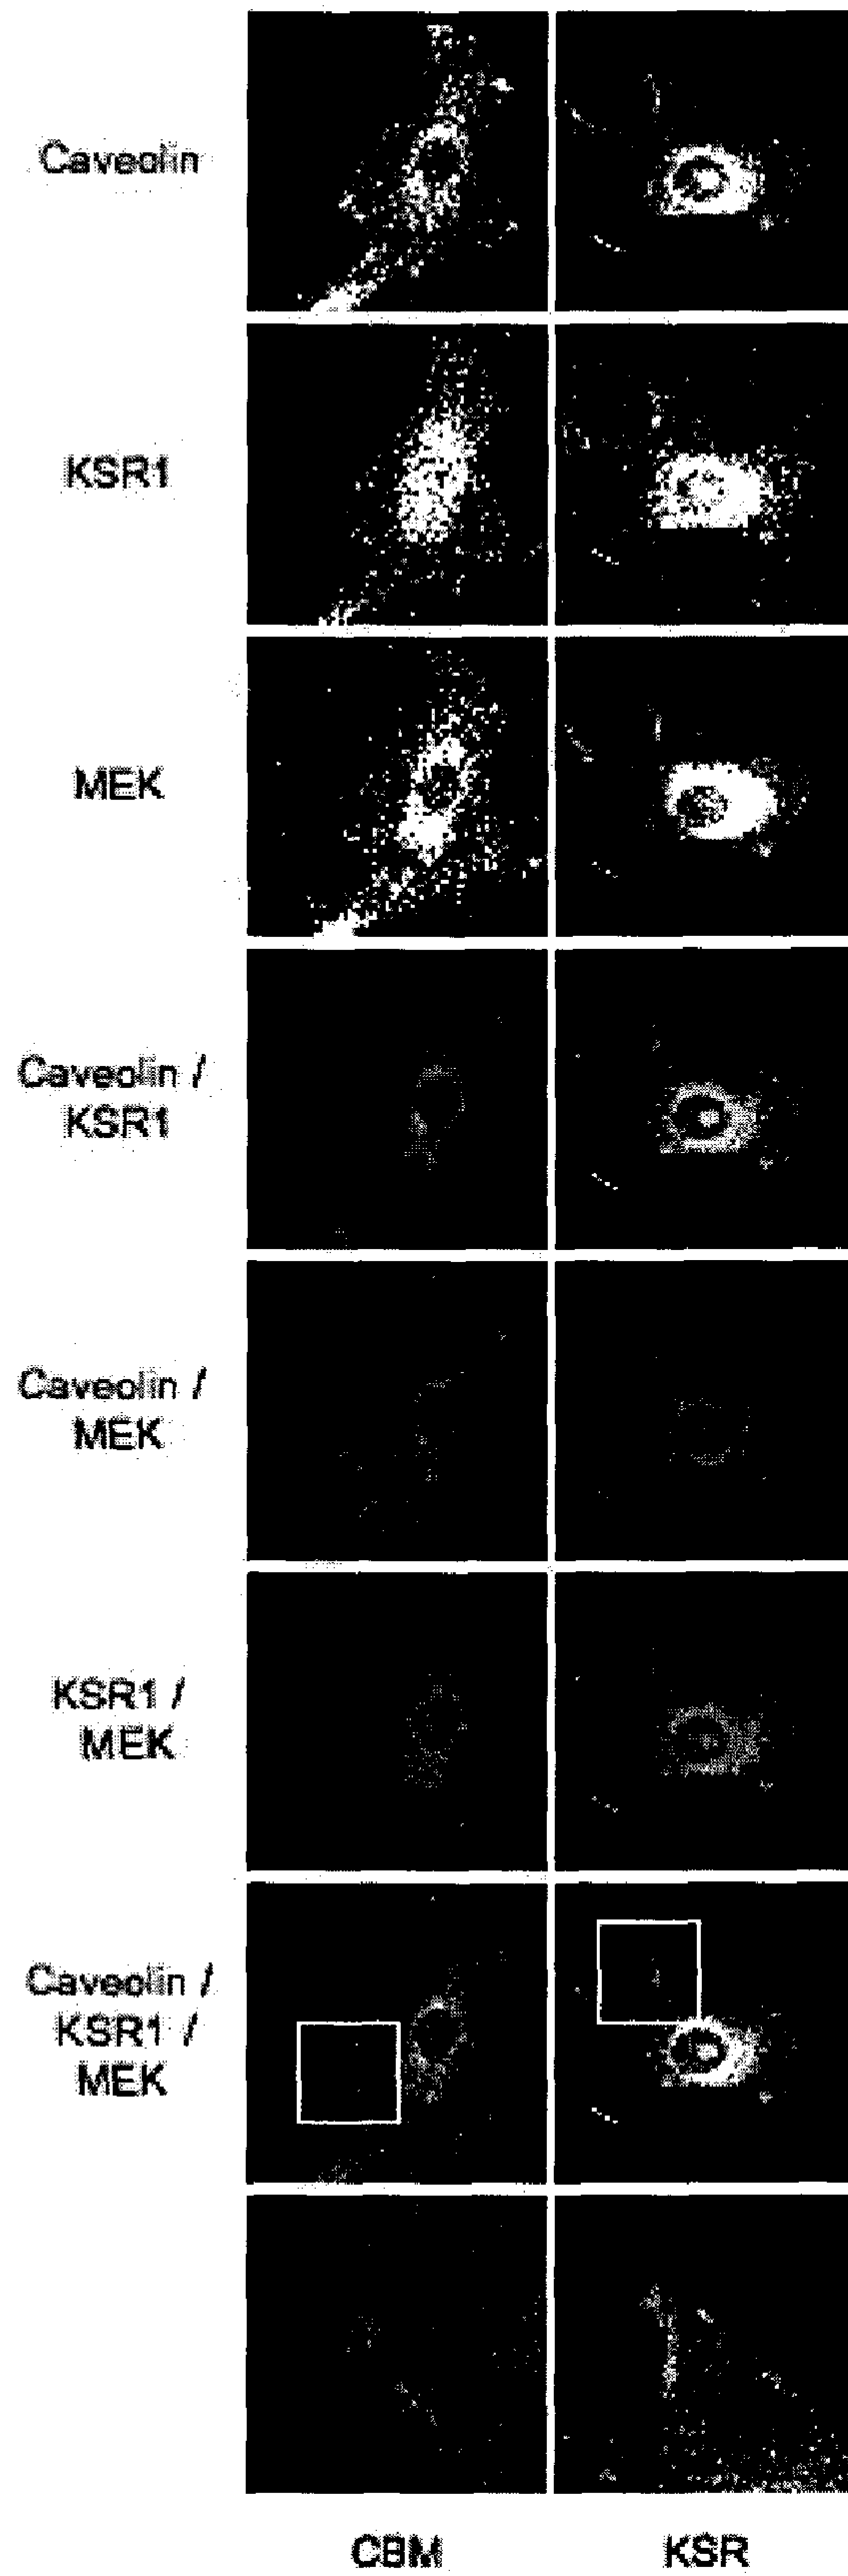 Caveolin
KSR1
MEK
Caveolin /
KSR1
Caveolin /
MEK
KSR1 /
MEK
Caveolin /
KSR1 /
MEK
CBM
KSR